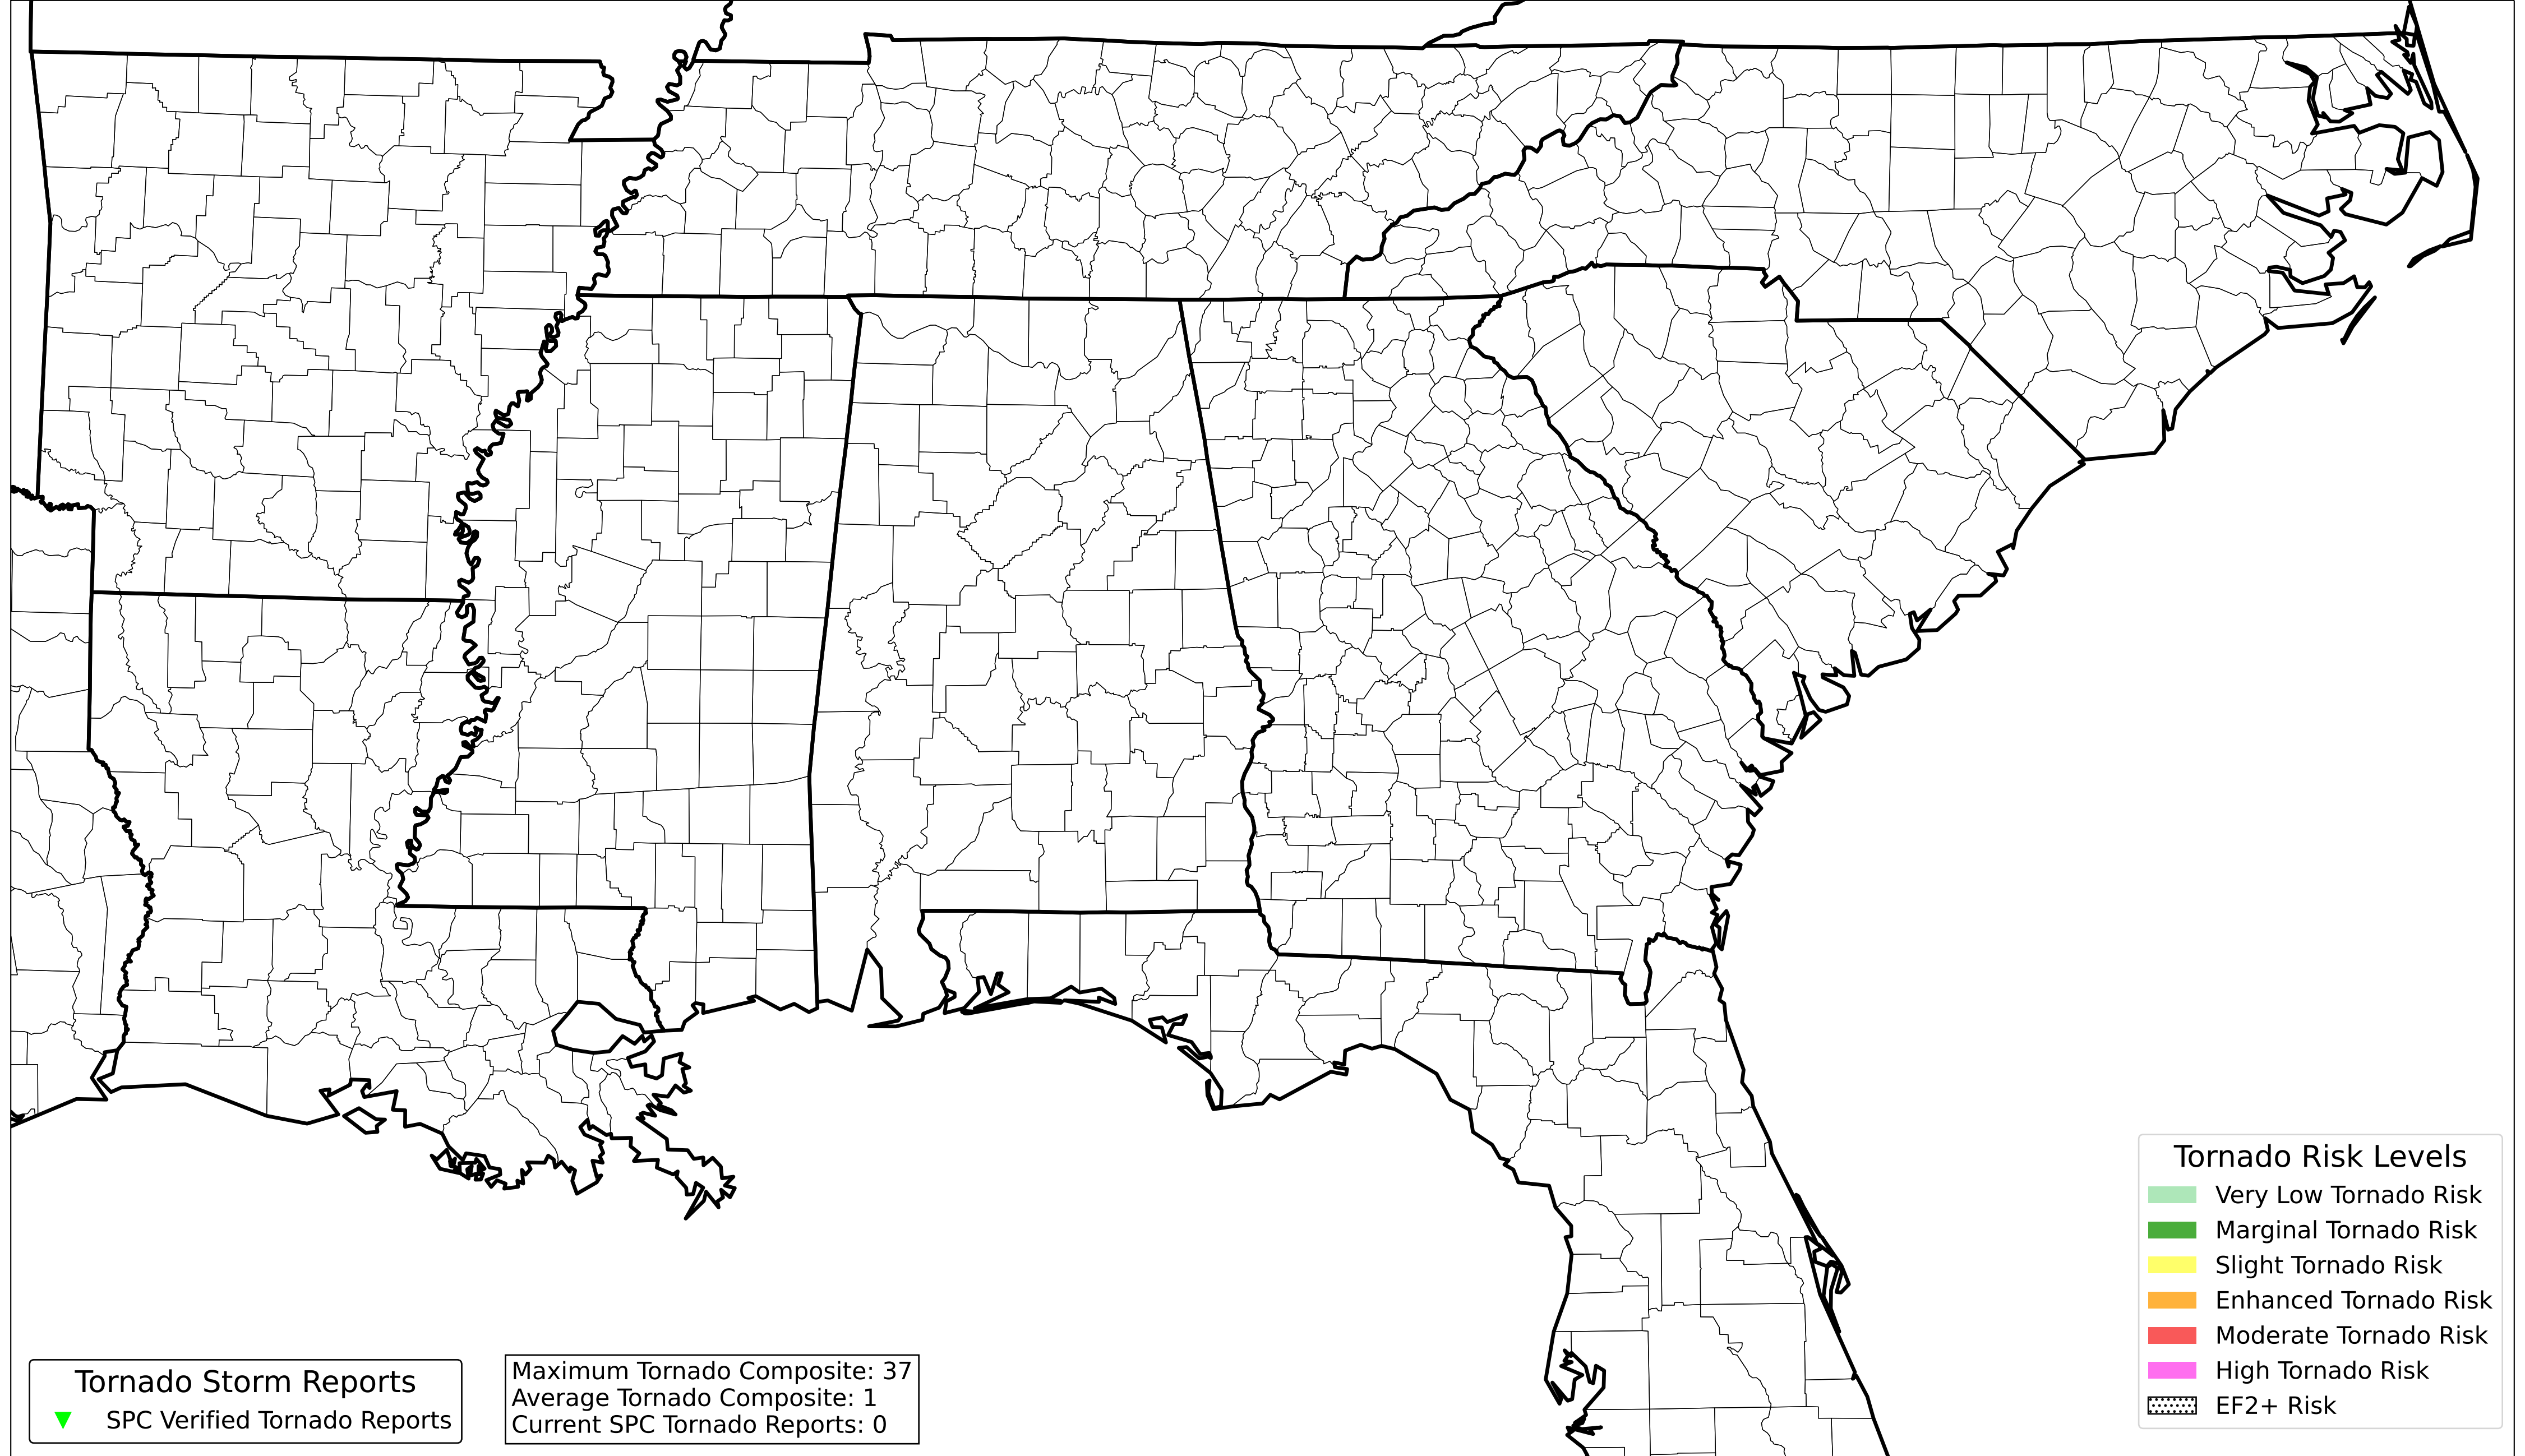 Tornado Risk Levels
Very Low Tornado Risk
Marginal Tornado Risk
Slight Tornado Risk
Enhanced Tornado Risk
Moderate Tornado Risk
High Tornado Risk
EF2+ Risk
Tornado Storm Reports
SPC Verified Tornado Reports
Maximum Tornado Composite: 37
Average Tornado Composite: 1
Current SPC Tornado Reports: 0